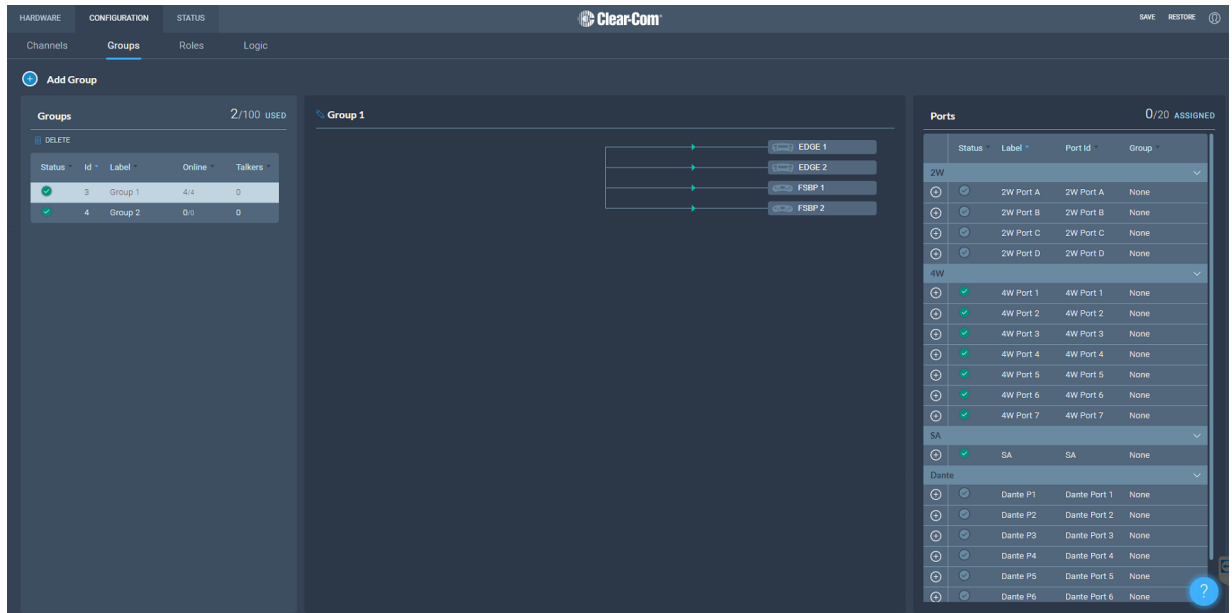 HARDWARE CONFIGURATION STATUS Clear-Com® SAVE RESTORE
Channels Groups Roles Logic
Add Group
Groups 2/100 USED
DELETE
Status Id Label Online Talkers
3 Group 1 4/4 0
4 Group 2 0/0 0
Group 1
EDGE 1
EDGE 2
FSBP 1
FSBP 2
Ports 0/20 ASSIGNED
Status Label Port Id Group
2W
2W Port A 2W Port A None
2W Port B 2W Port B None
2W Port C 2W Port C None
2W Port D 2W Port D None
4W
4W Port 1 4W Port 1 None
4W Port 2 4W Port 2 None
4W Port 3 4W Port 3 None
4W Port 4 4W Port 4 None
4W Port 5 4W Port 5 None
4W Port 6 4W Port 6 None
4W Port 7 4W Port 7 None
SA
SA SA None
Dante
Dante P1 Dante Port 1 None
Dante P2 Dante Port 2 None
Dante P3 Dante Port 3 None
Dante P4 Dante Port 4 None
Dante P5 Dante Port 5 None
Dante P6 Dante Port 6 None
?